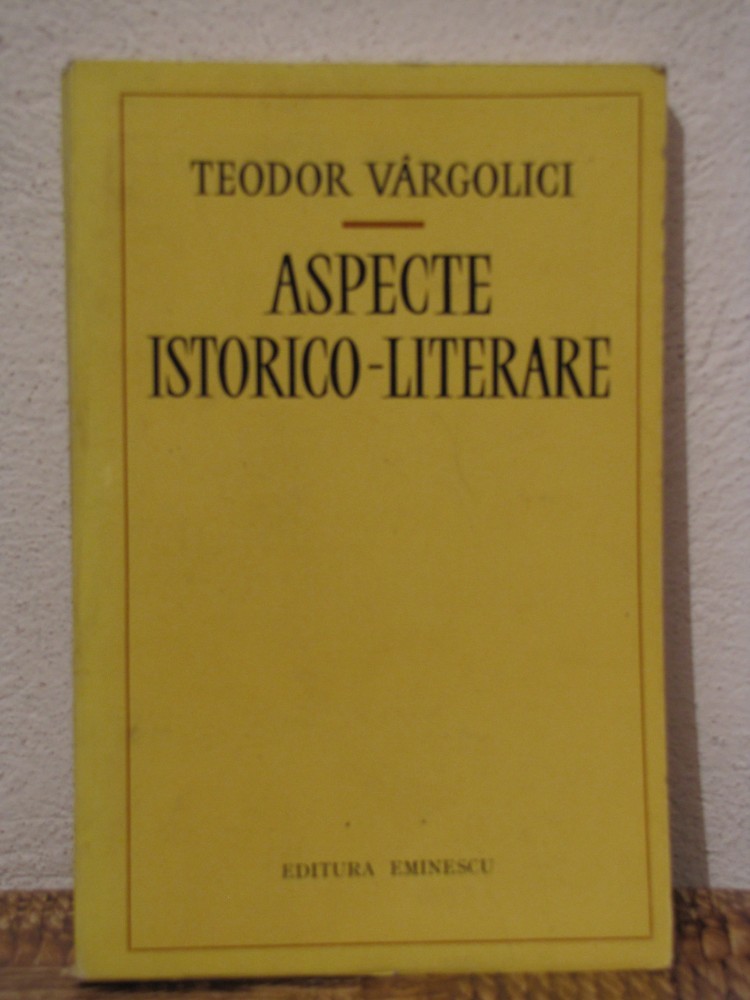 TEODOR VÂRGOLICI
ASPECTE
ISTORICO-LITERARE
EDITURA EMINESCU